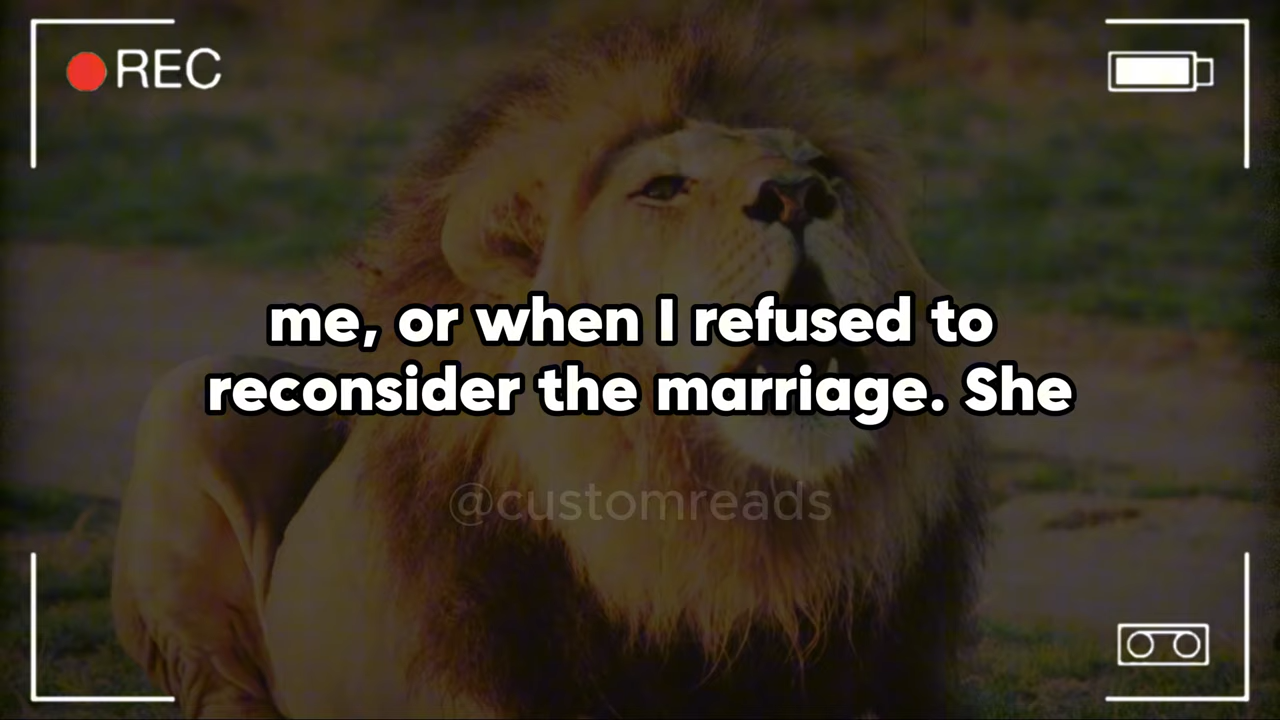 REC
me, or when I refused to
reconsider the marriage. She
@customreads